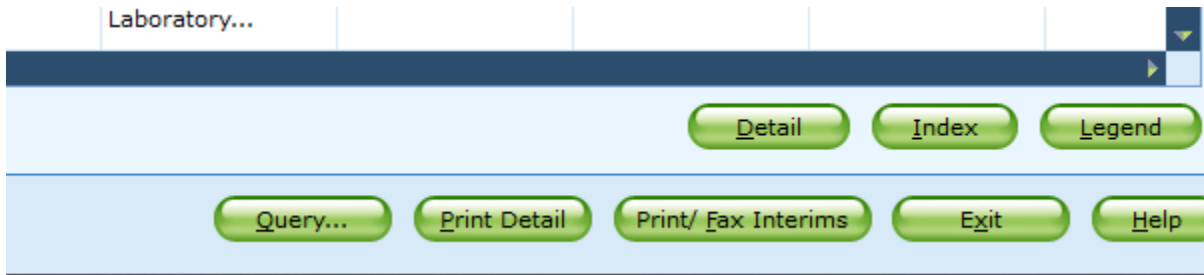 Laboratory...
Detail Index Legend
Query... Print Detail Print/ Fax Interims Exit Help